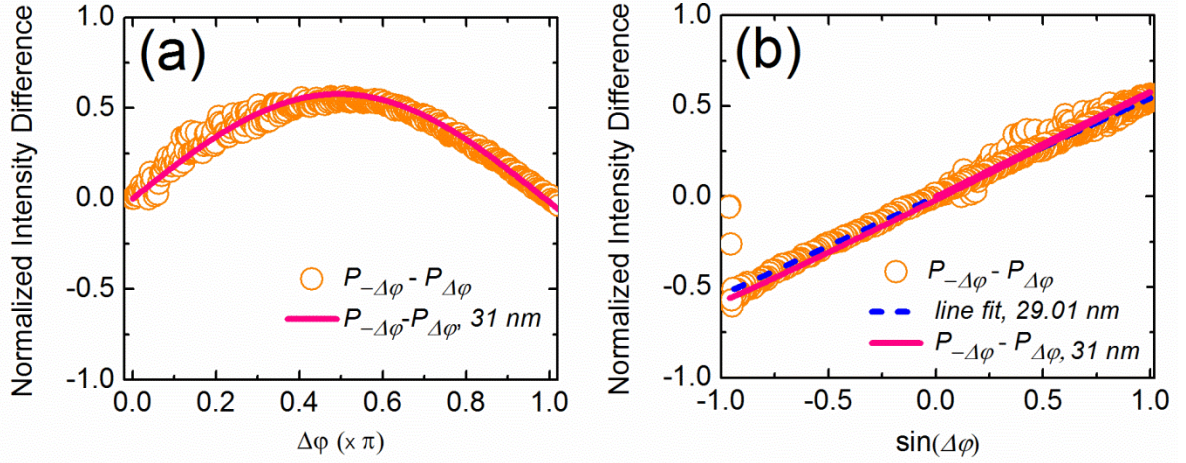 (a)
Normalized Intensity Difference
1.0
0.5
0.0
-0.5
-1.0
P−Δφ - PΔφ
P−Δφ-PΔφ, 31 nm
0.0 0.2 0.4 0.6 0.8 1.0
Δφ (× π)
(b)
Normalized Intensity Difference
1.0
0.5
0.0
-0.5
-1.0
P−Δφ - PΔφ
line fit, 29.01 nm
P−Δφ - PΔφ, 31 nm
-1.0 -0.5 0.0 0.5 1.0
sin(Δφ)